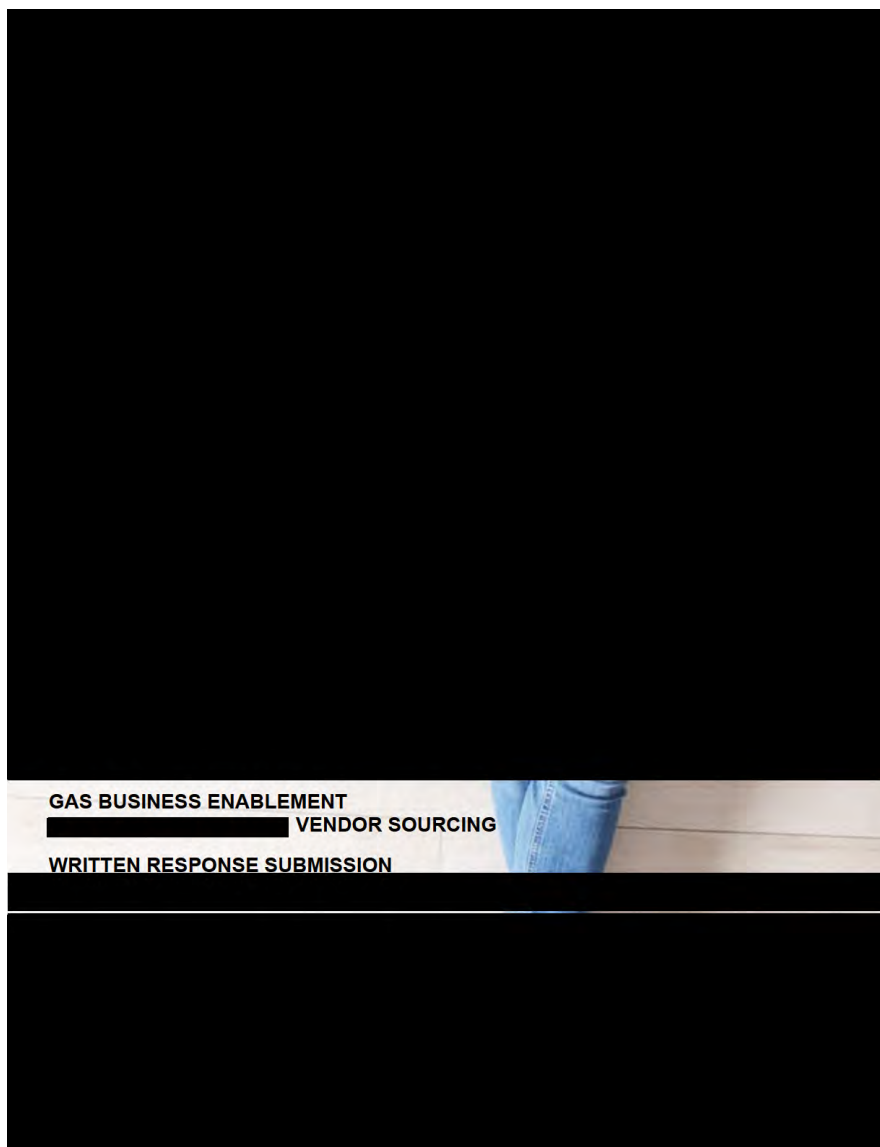 GAS BUSINESS ENABLEMENT
VENDOR SOURCING
WRITTEN RESPONSE SUBMISSION